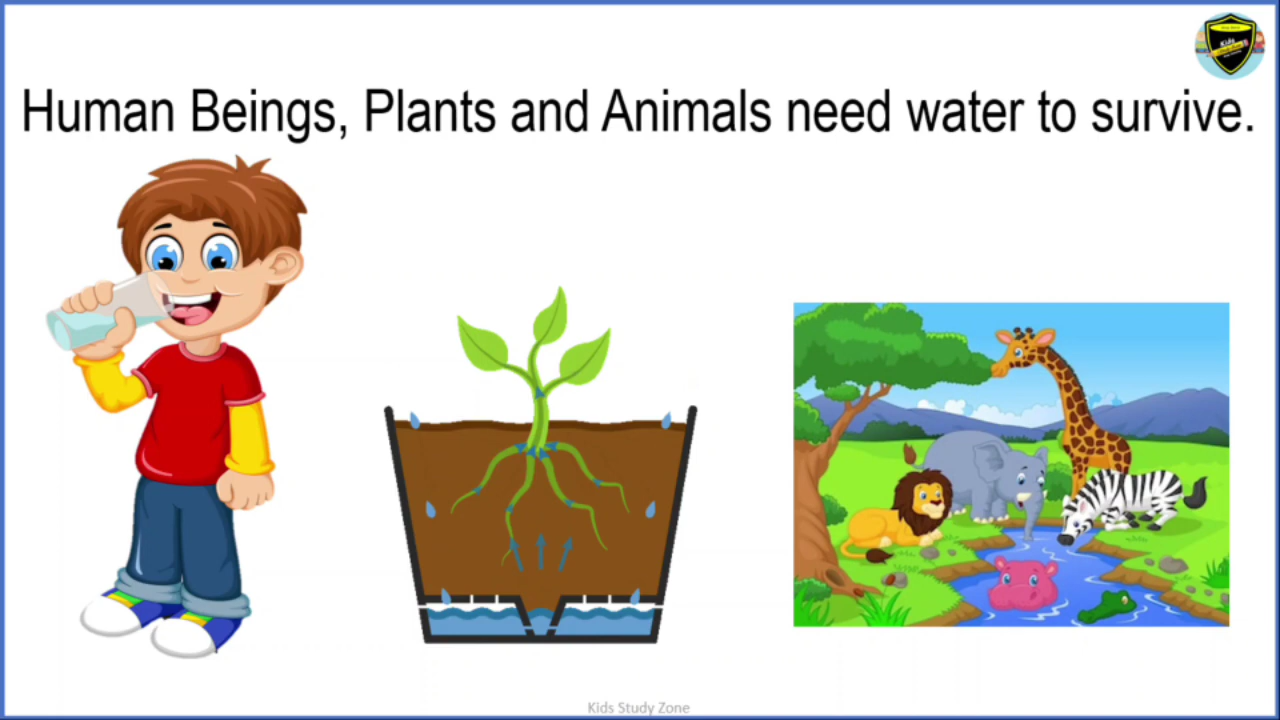 Human Beings, Plants and Animals need water to survive.
Kids Study Zone